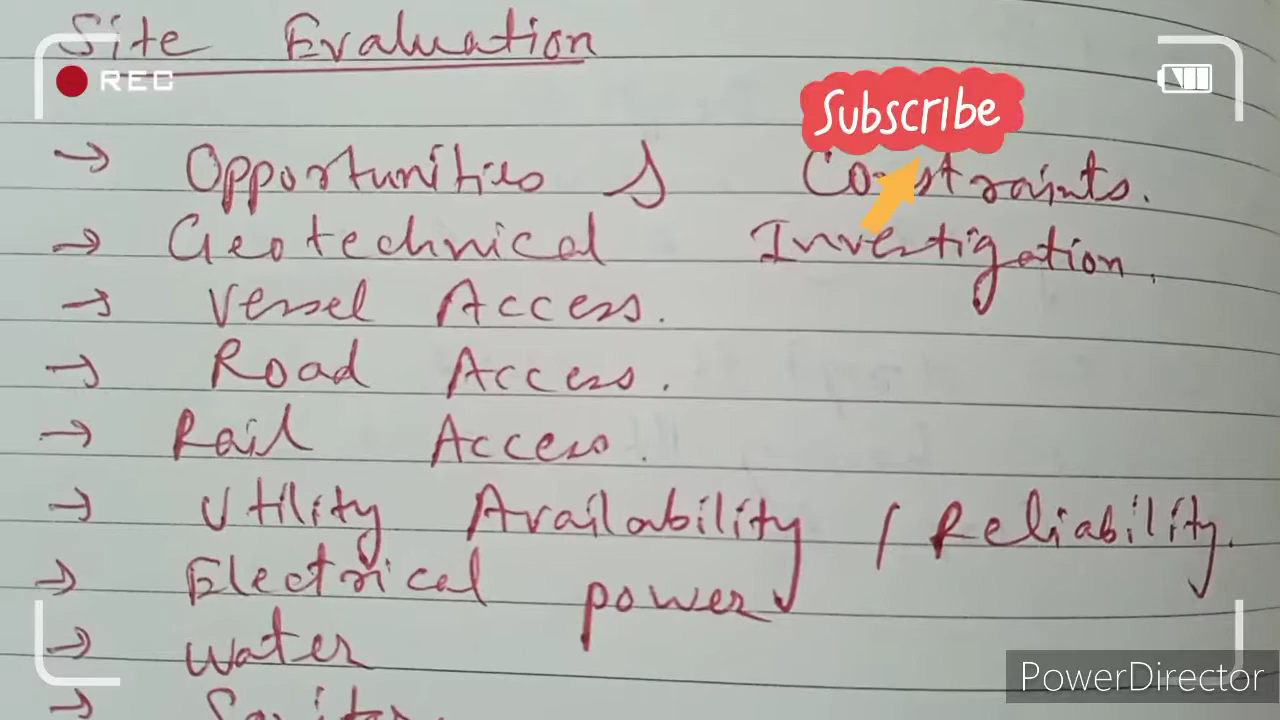 Site Evaluation
REC
Subscribe
→ Opportunities & Constraints.
→ Geotechnical Investigation.
→ Vessel Access.
→ Road Access.
→ Rail Access.
→ Utility Availability / Reliability.
→ Electrical power
→ Water
PowerDirector